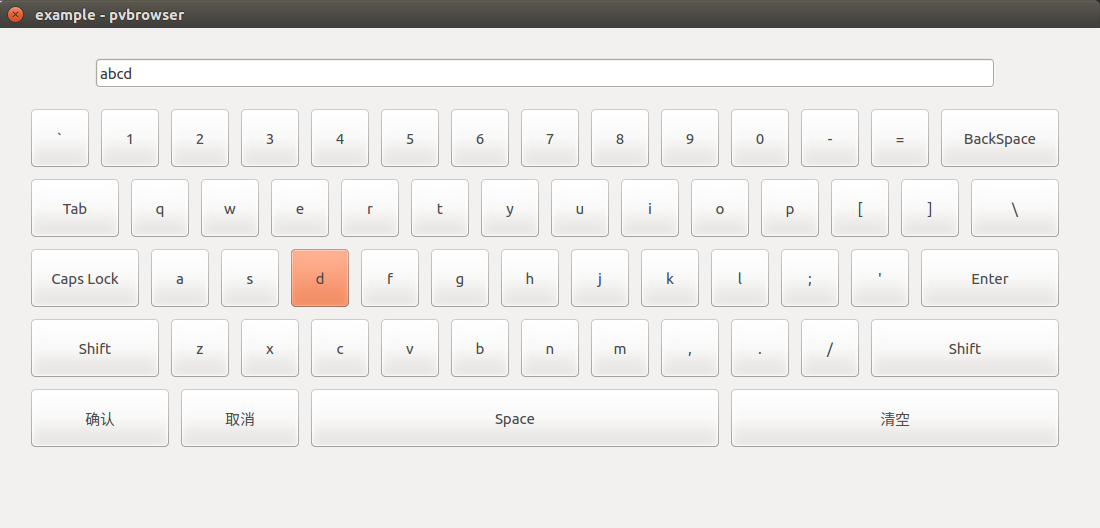 example - pvbrowser
abcd
` 1 2 3 4 5 6 7 8 9 0 - = BackSpace
Tab q w e r t y u i o p [ ] \
Caps Lock a s d f g h j k l ; ' Enter
Shift z x c v b n m , . / Shift
确认 取消 Space 清空